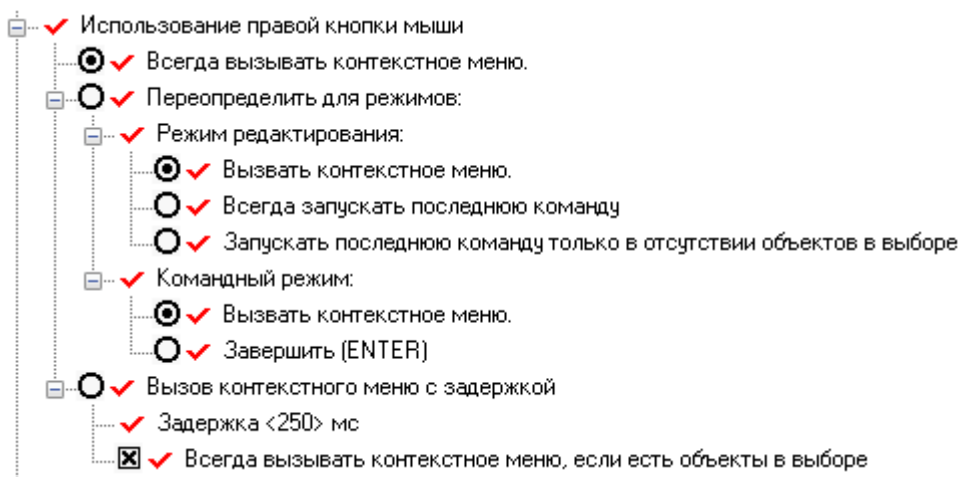 Использование правой кнопки мыши
Всегда вызывать контекстное меню.
Переопределить для режимов:
Режим редактирования:
Вызвать контекстное меню.
Всегда запускать последнюю команду
Запускать последнюю команду только в отсутствии объектов в выборе
Командный режим:
Вызвать контекстное меню.
Завершить (ENTER)
Вызов контекстного меню с задержкой
Задержка <250> мс
Всегда вызывать контекстное меню, если есть объекты в выборе